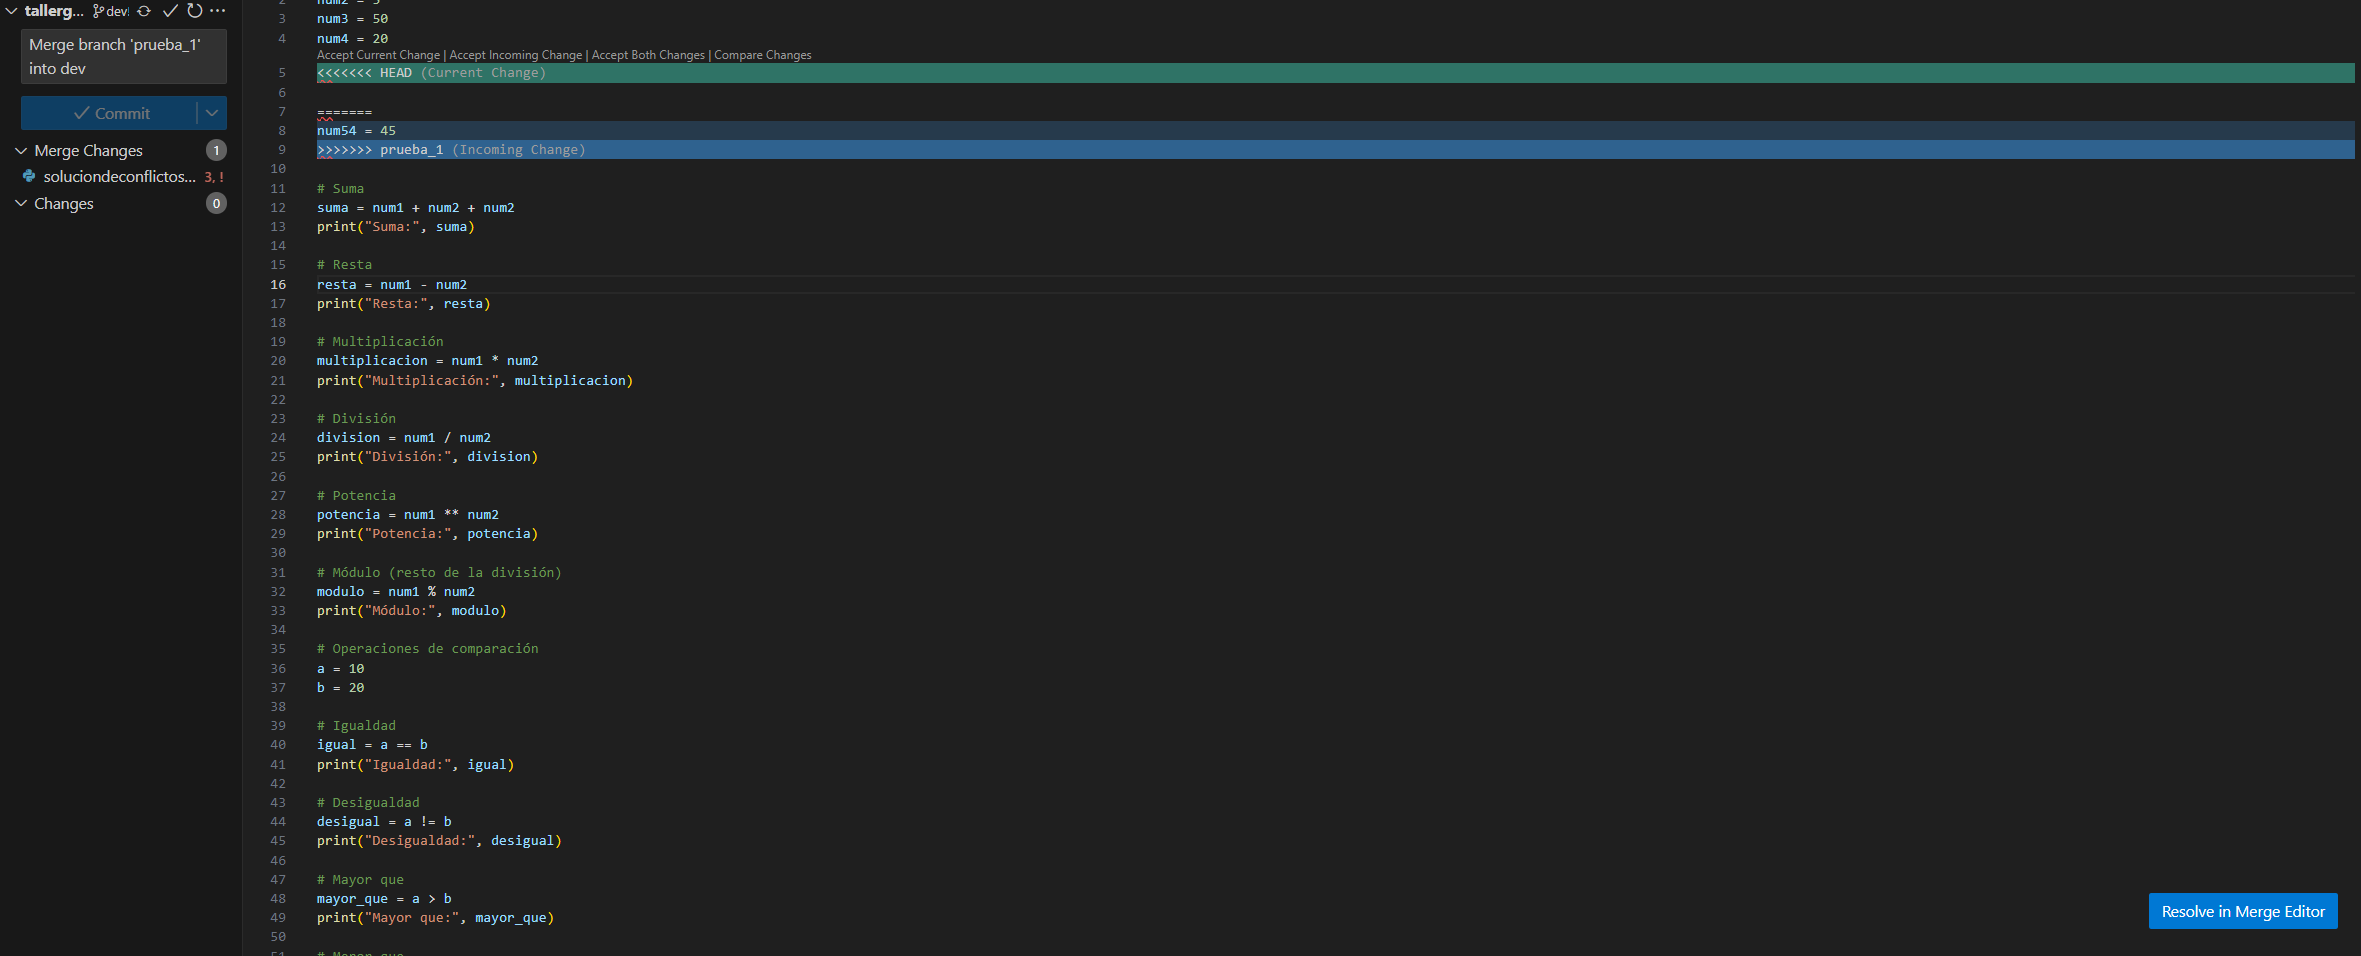 tallerg... dev!
Merge branch 'prueba_1'
into dev
Commit
Merge Changes 1
soluciondeconflictos... 3, !
Changes 0
2 num2 = 5
3 num3 = 50
4 num4 = 20
Accept Current Change | Accept Incoming Change | Accept Both Changes | Compare Changes
5 <<<<<<< HEAD (Current Change)
6
7 =======
8 num54 = 45
9 >>>>>>> prueba_1 (Incoming Change)
10
11 # Suma
12 suma = num1 + num2 + num2
13 print("Suma:", suma)
14
15 # Resta
16 resta = num1 - num2
17 print("Resta:", resta)
18
19 # Multiplicación
20 multiplicacion = num1 * num2
21 print("Multiplicación:", multiplicacion)
22
23 # División
24 division = num1 / num2
25 print("División:", division)
26
27 # Potencia
28 potencia = num1 ** num2
29 print("Potencia:", potencia)
30
31 # Módulo (resto de la división)
32 modulo = num1 % num2
33 print("Módulo:", modulo)
34
35 # Operaciones de comparación
36 a = 10
37 b = 20
38
39 # Igualdad
40 igual = a == b
41 print("Igualdad:", igual)
42
43 # Desigualdad
44 desigual = a != b
45 print("Desigualdad:", desigual)
46
47 # Mayor que
48 mayor_que = a > b
49 print("Mayor que:", mayor_que)
50
51 # Menor que
Resolve in Merge Editor